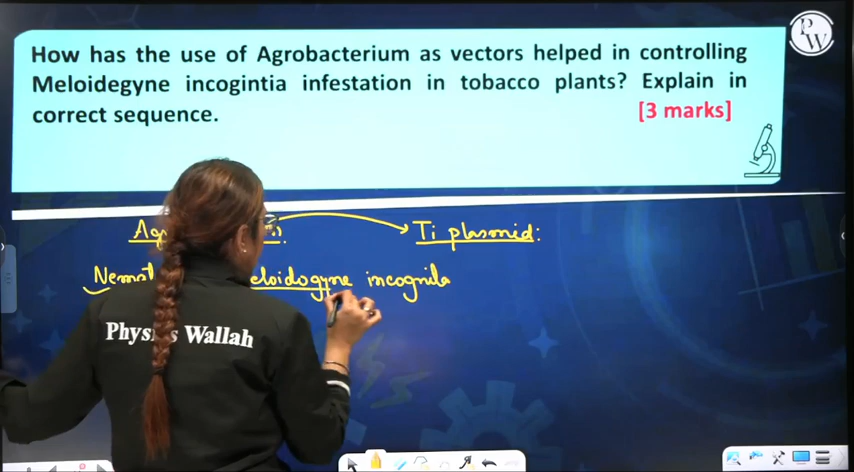 PW
How has the use of Agrobacterium as vectors helped in controlling
Meloidegyne incogintia infestation in tobacco plants? Explain in
correct sequence.
[3 marks]
Ti plasmid:
incognita
Physics Wallah